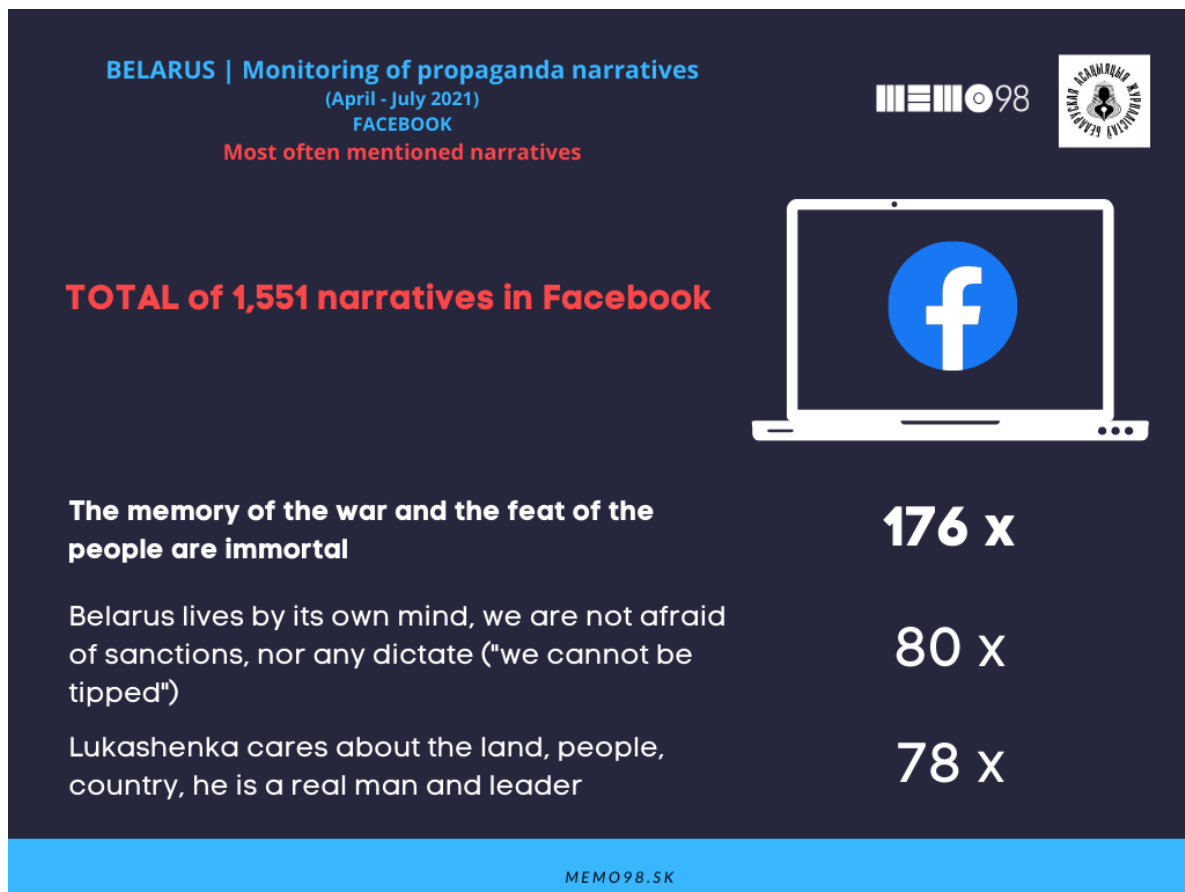 BELARUS | Monitoring of propaganda narratives
(April - July 2021)
FACEBOOK
Most often mentioned narratives
MEMO98
БЕЛАРУСКАЯ АСАЦЫЯЦЫЯ ЖУРНАЛІСТАЎ
TOTAL of 1,551 narratives in Facebook
f
The memory of the war and the feat of the
people are immortal
176 x
Belarus lives by its own mind, we are not afraid
of sanctions, nor any dictate ("we cannot be
tipped")
80 x
Lukashenka cares about the land, people,
country, he is a real man and leader
78 x
MEMO98.SK